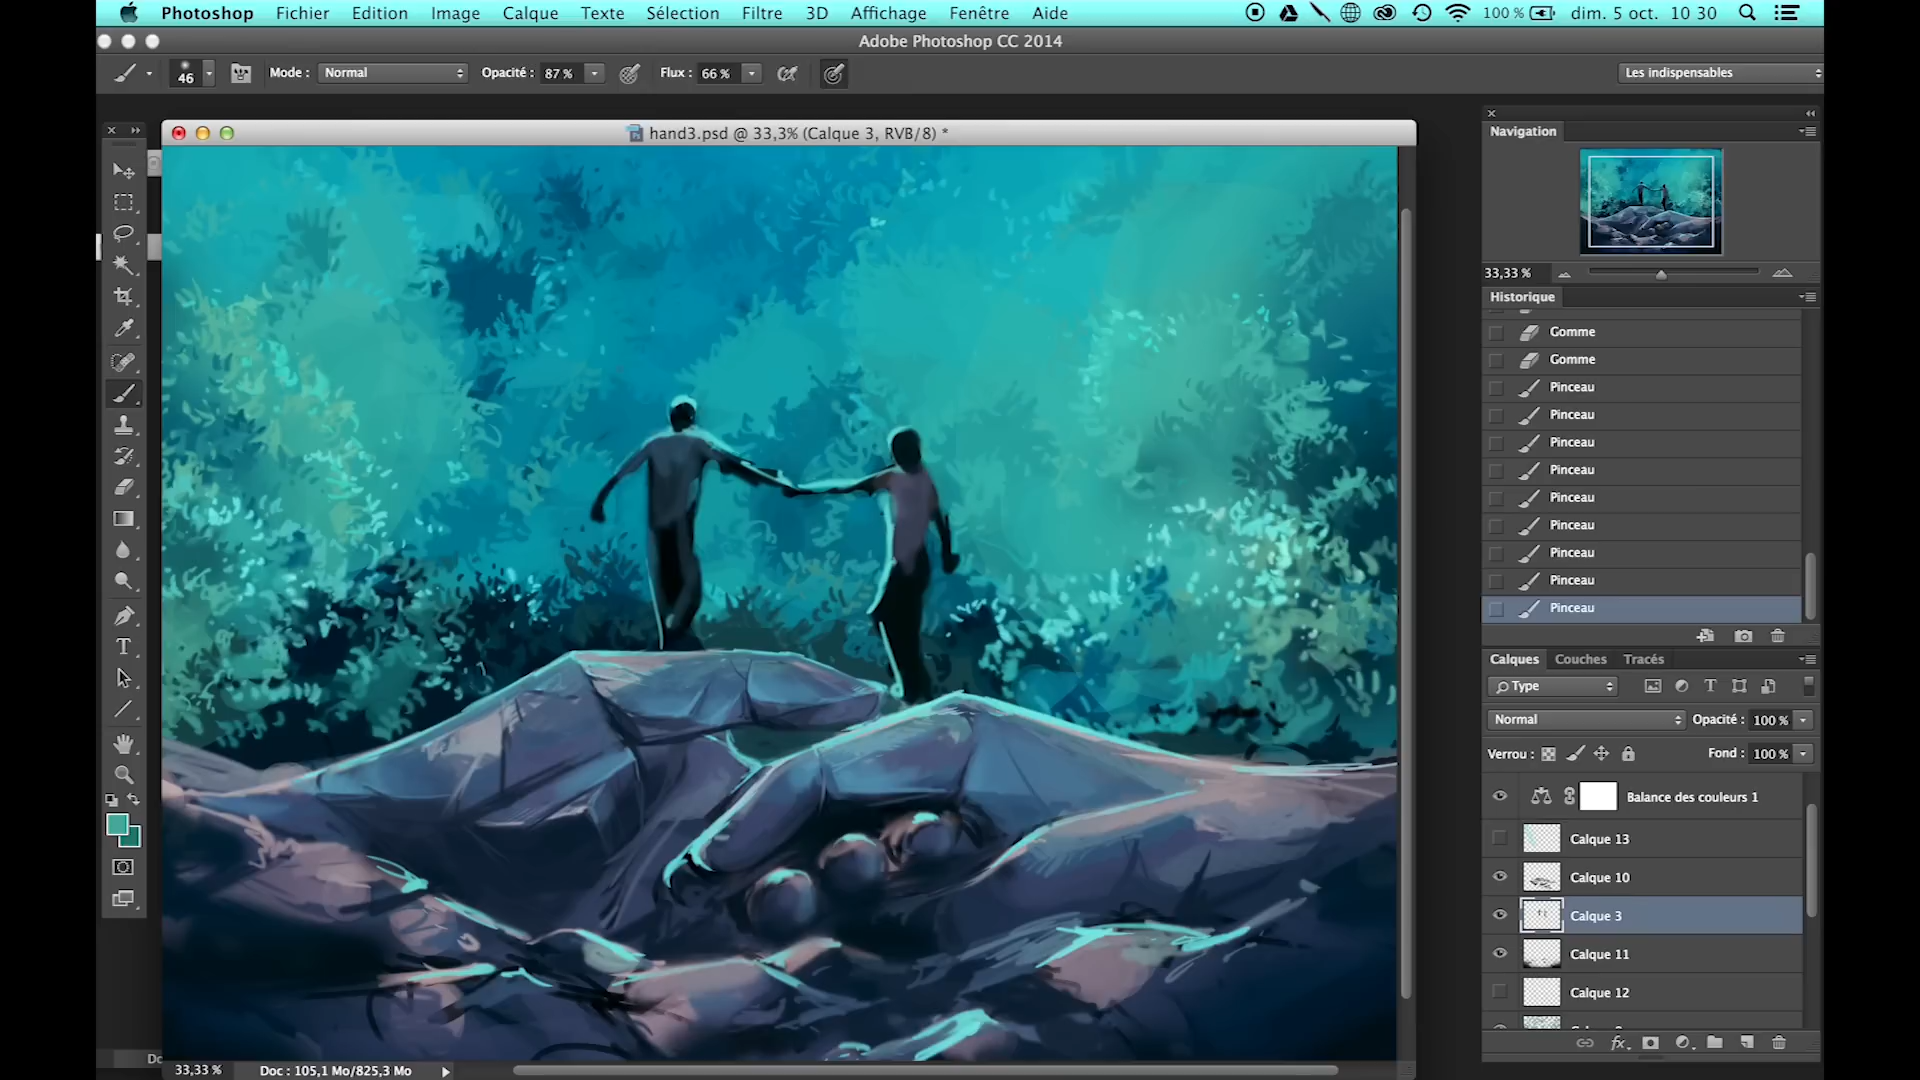 Photoshop Fichier Edition Image Calque Texte Sélection Filtre 3D Affichage Fenêtre Aide 100 % dim. 5 oct. 10 30
Adobe Photoshop CC 2014
46 Mode : Normal Opacité : 87 % Flux : 66 % Les indispensables
hand3.psd @ 33,3% (Calque 3, RVB/8) *
Navigation
33,33 %
Historique
Gomme
Gomme
Pinceau
Pinceau
Pinceau
Pinceau
Pinceau
Pinceau
Pinceau
Pinceau
Pinceau
Calques Couches Tracés
Type
Normal Opacité : 100 %
Verrou : Fond : 100 %
Balance des couleurs 1
Calque 13
Calque 10
Calque 3
Calque 11
Calque 12
Do
33,33 % Doc : 105,1 Mo/825,3 Mo